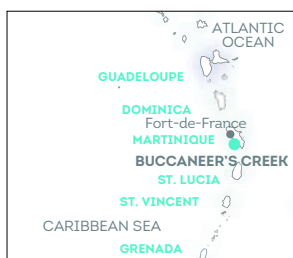 ATLANTIC
OCEAN
GUADELOUPE
DOMINICA
Fort-de-France
MARTINIQUE
BUCCANEER'S CREEK
ST. LUCIA
ST. VINCENT
CARIBBEAN SEA
GRENADA